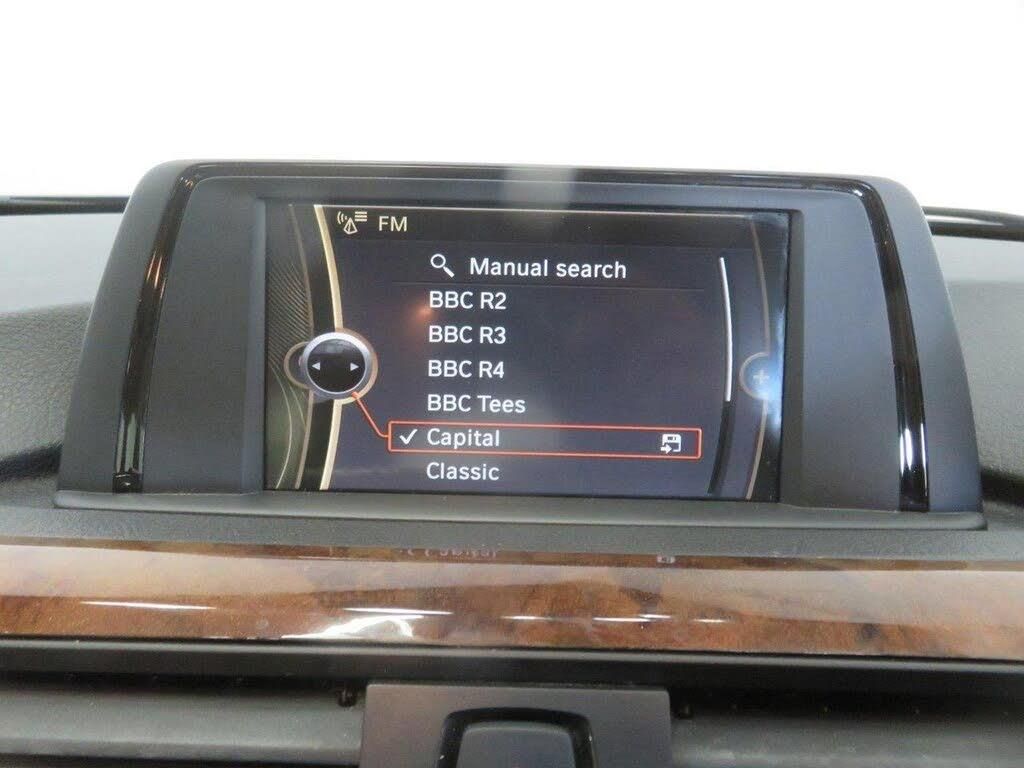 FM
Manual search
BBC R2
BBC R3
BBC R4
BBC Tees
Capital
Classic